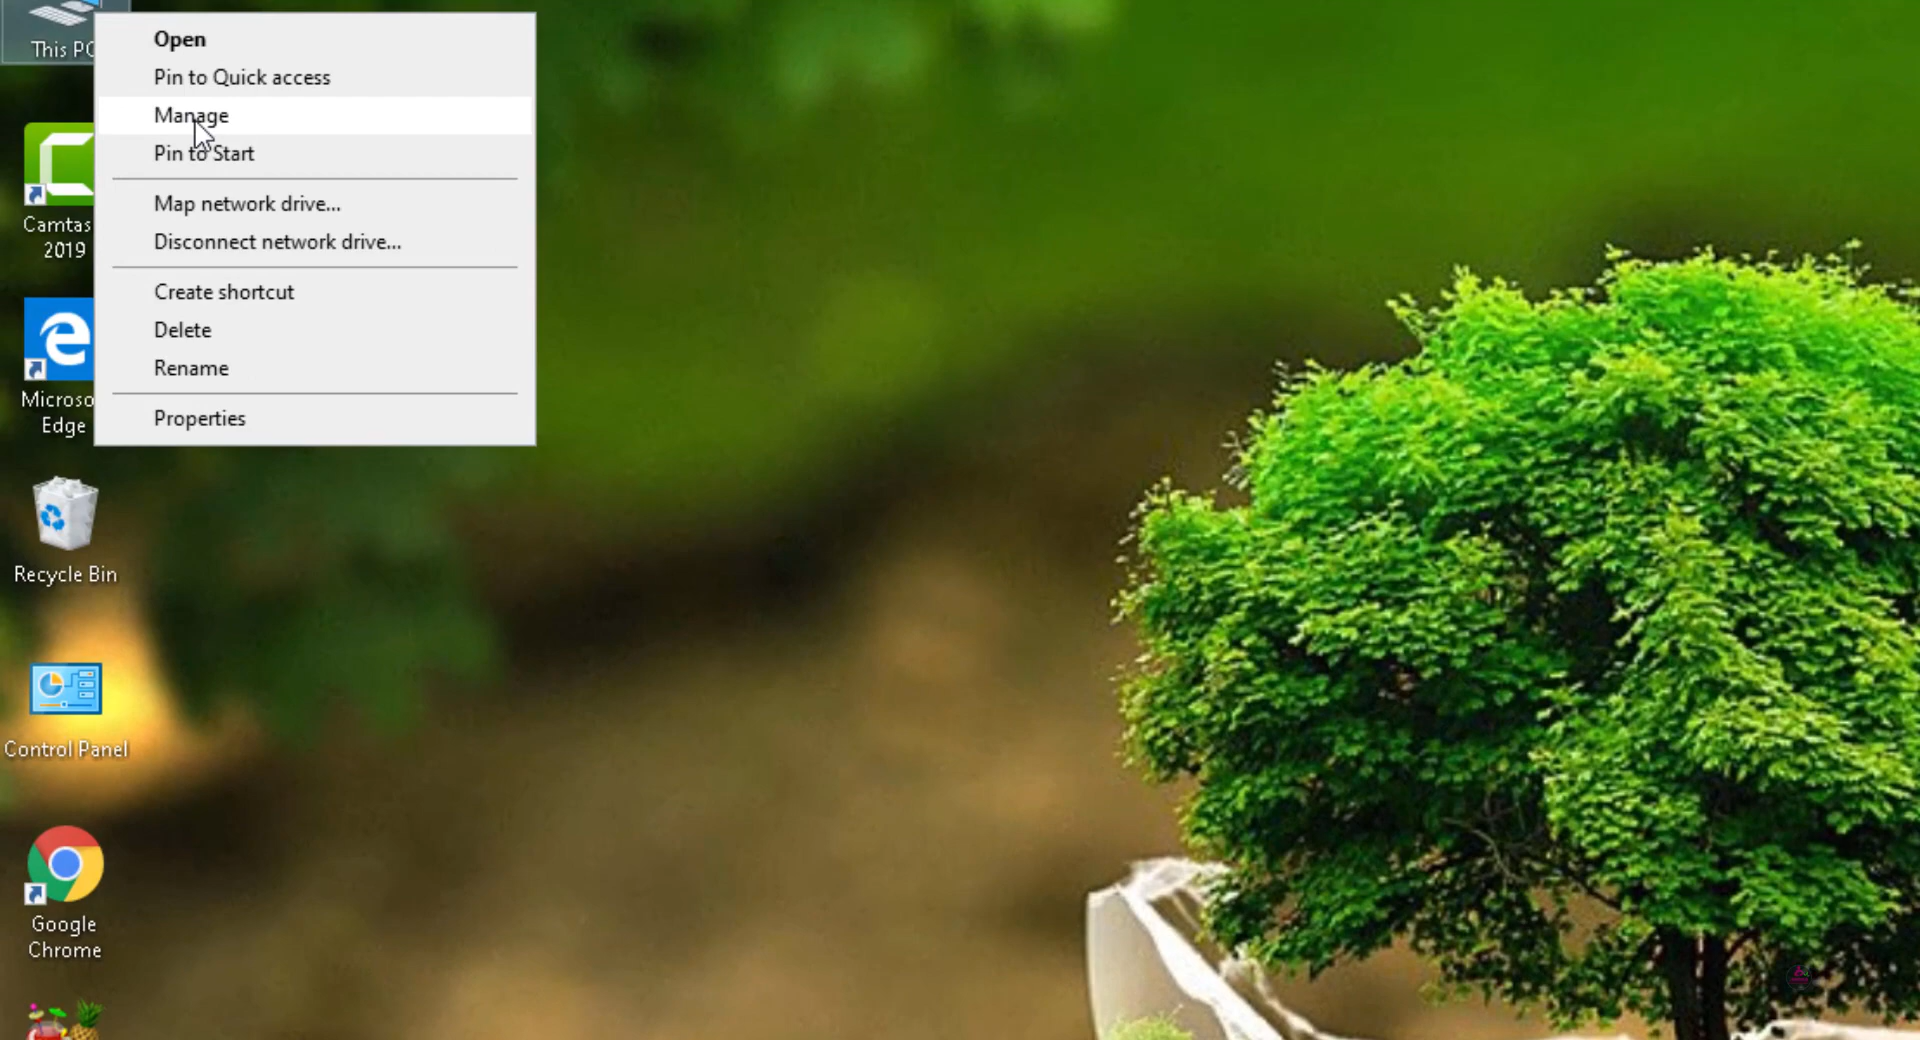 This PC
Open
Pin to Quick access
Manage
Pin to Start
Map network drive...
Disconnect network drive...
Create shortcut
Delete
Rename
Properties
Camtas
2019
Microso
Edge
Recycle Bin
Control Panel
Google
Chrome